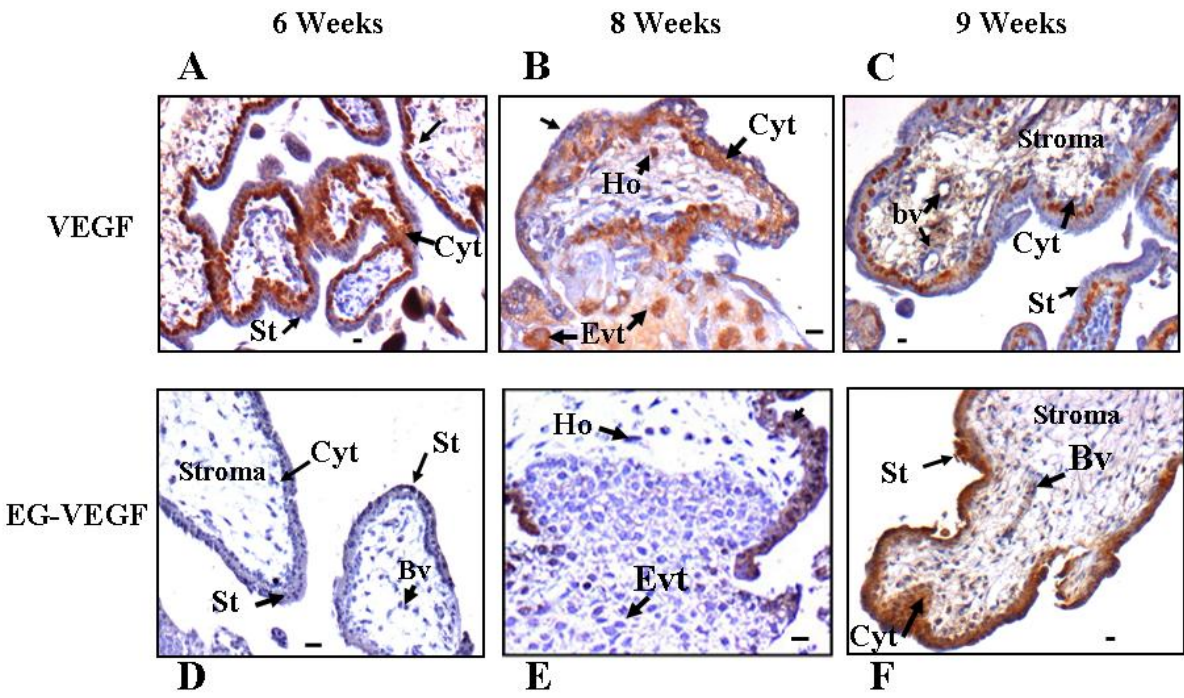 6 Weeks 8 Weeks 9 Weeks
A B C
VEGF
Cyt
St
Cyt
Ho
Evt
Stroma
bv
Cyt
St
EG-VEGF
Stroma
Cyt
St
St
Bv
Ho
Evt
Stroma
St
Bv
Cyt
D E F